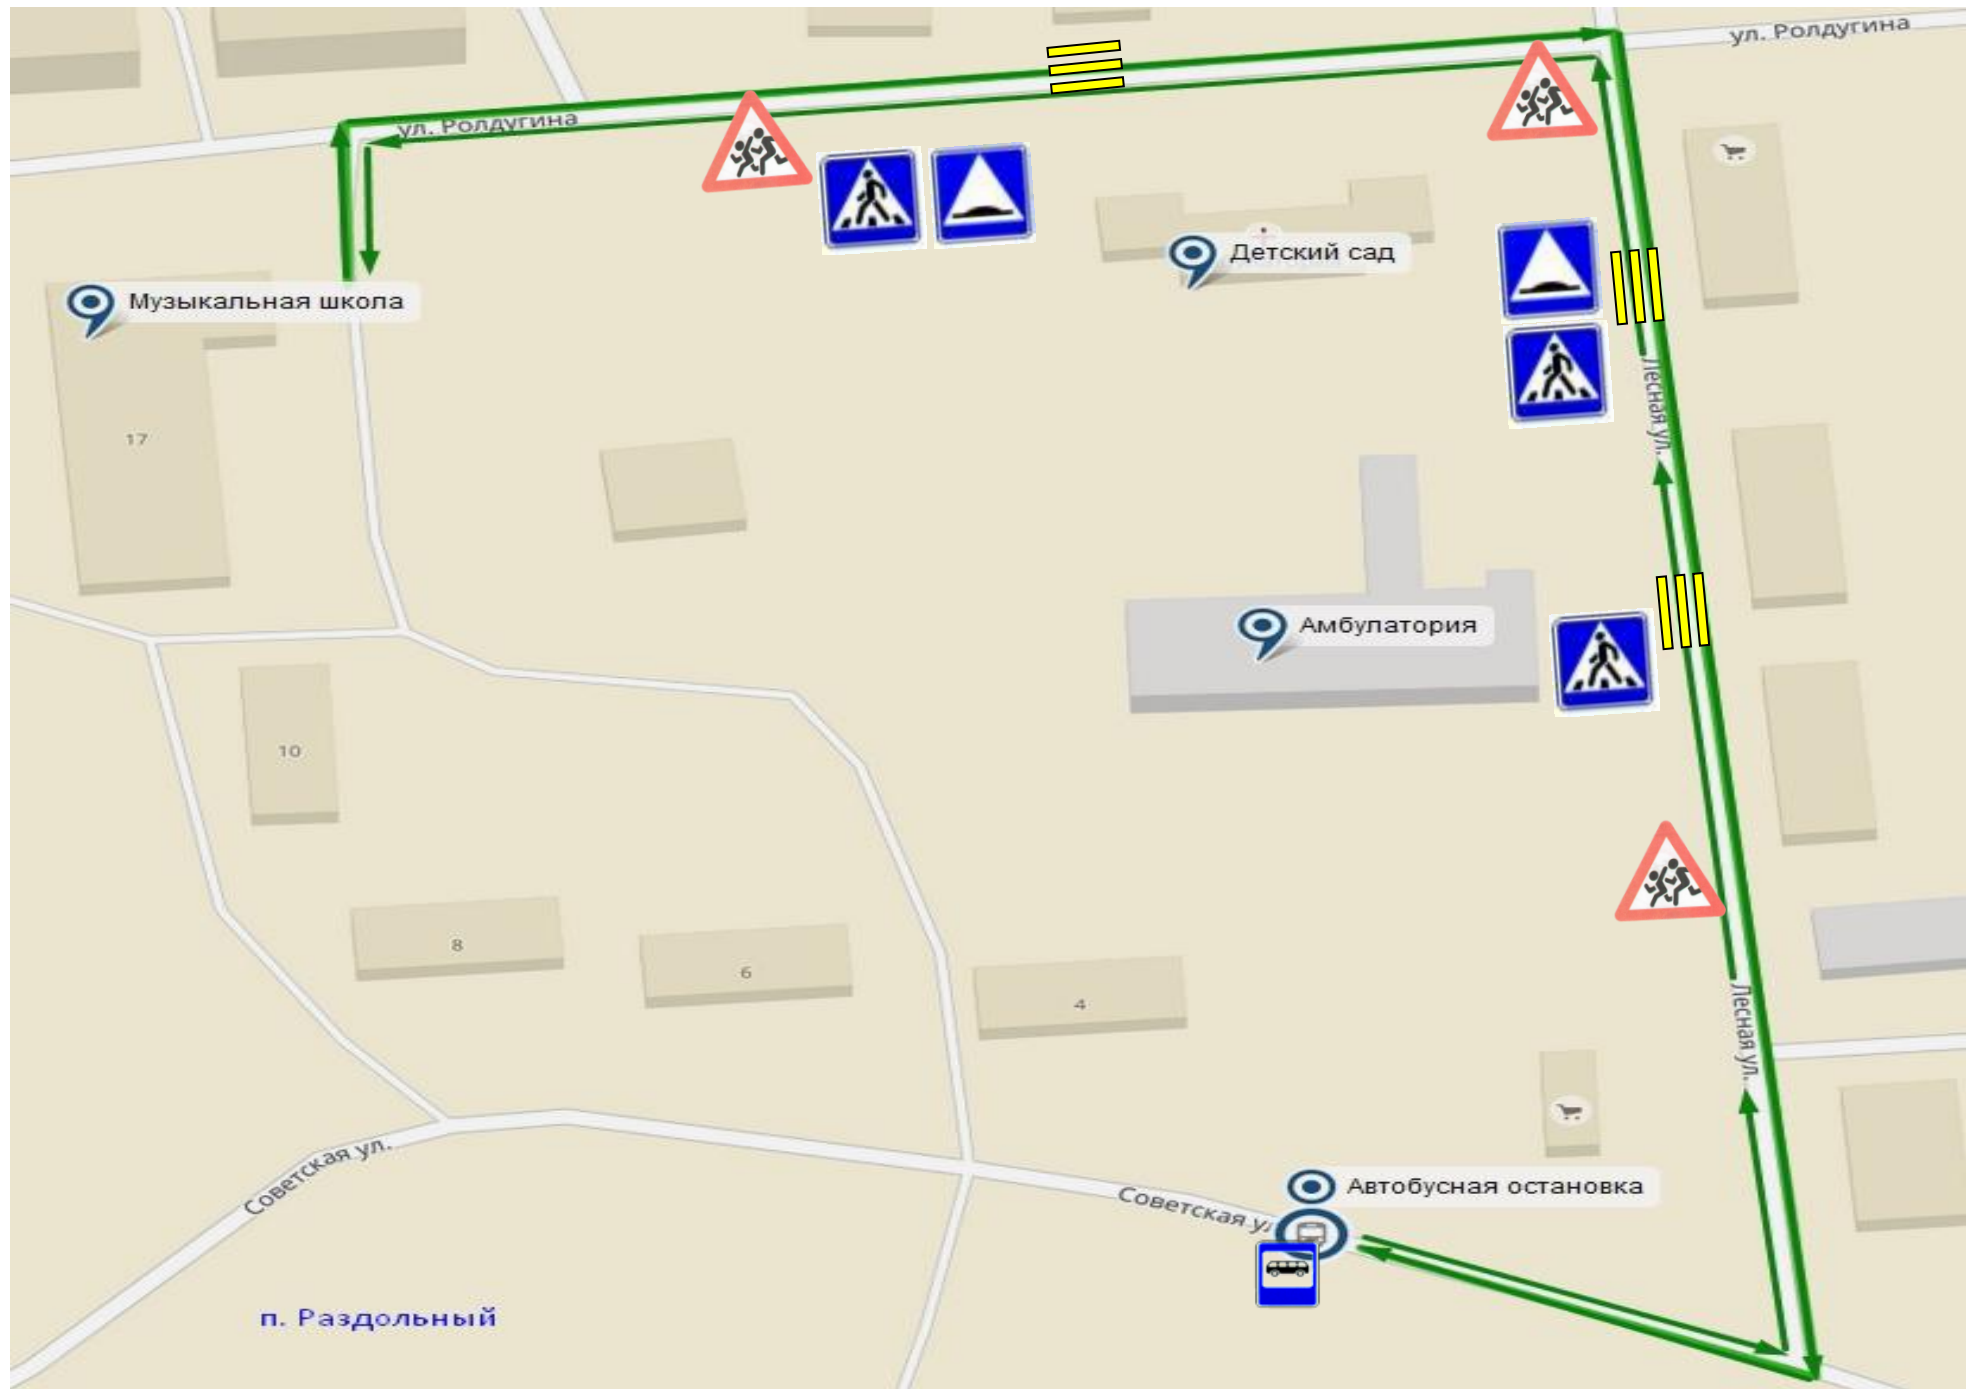 ул. Ролдугина
ул. Ролдугина
Детский сад
Музыкальная школа
Лесная ул.
17
Амбулатория
10
8
6
4
Лесная ул.
Советская ул.
Автобусная остановка
Советская ул
п. Раздольный